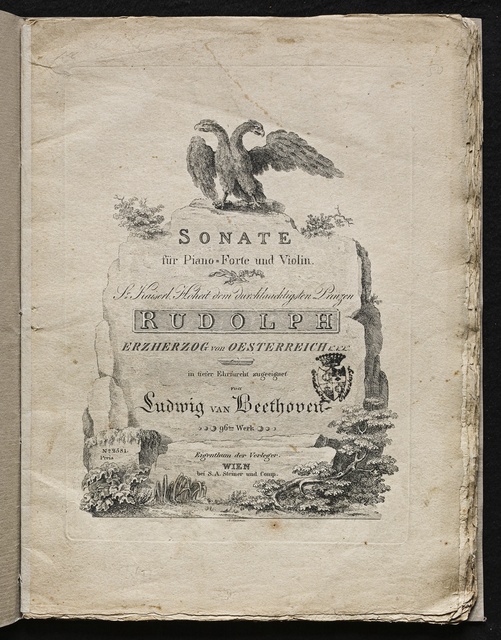 SONATE
für Piano-Forte und Violin.
Sr. Kaiserl. Hoheit dem durchlauchtigsten Prinzen
RUDOLPH
ERZHERZOG von OESTERREICH &. &. &.
in tiefer Ehrfurcht zugeeignet
von
Ludwig VAN Beethoven
96tes Werk
No. 2581.
Preis
Eigenthum der Verleger.
WIEN
bei S. A. Steiner und Comp.